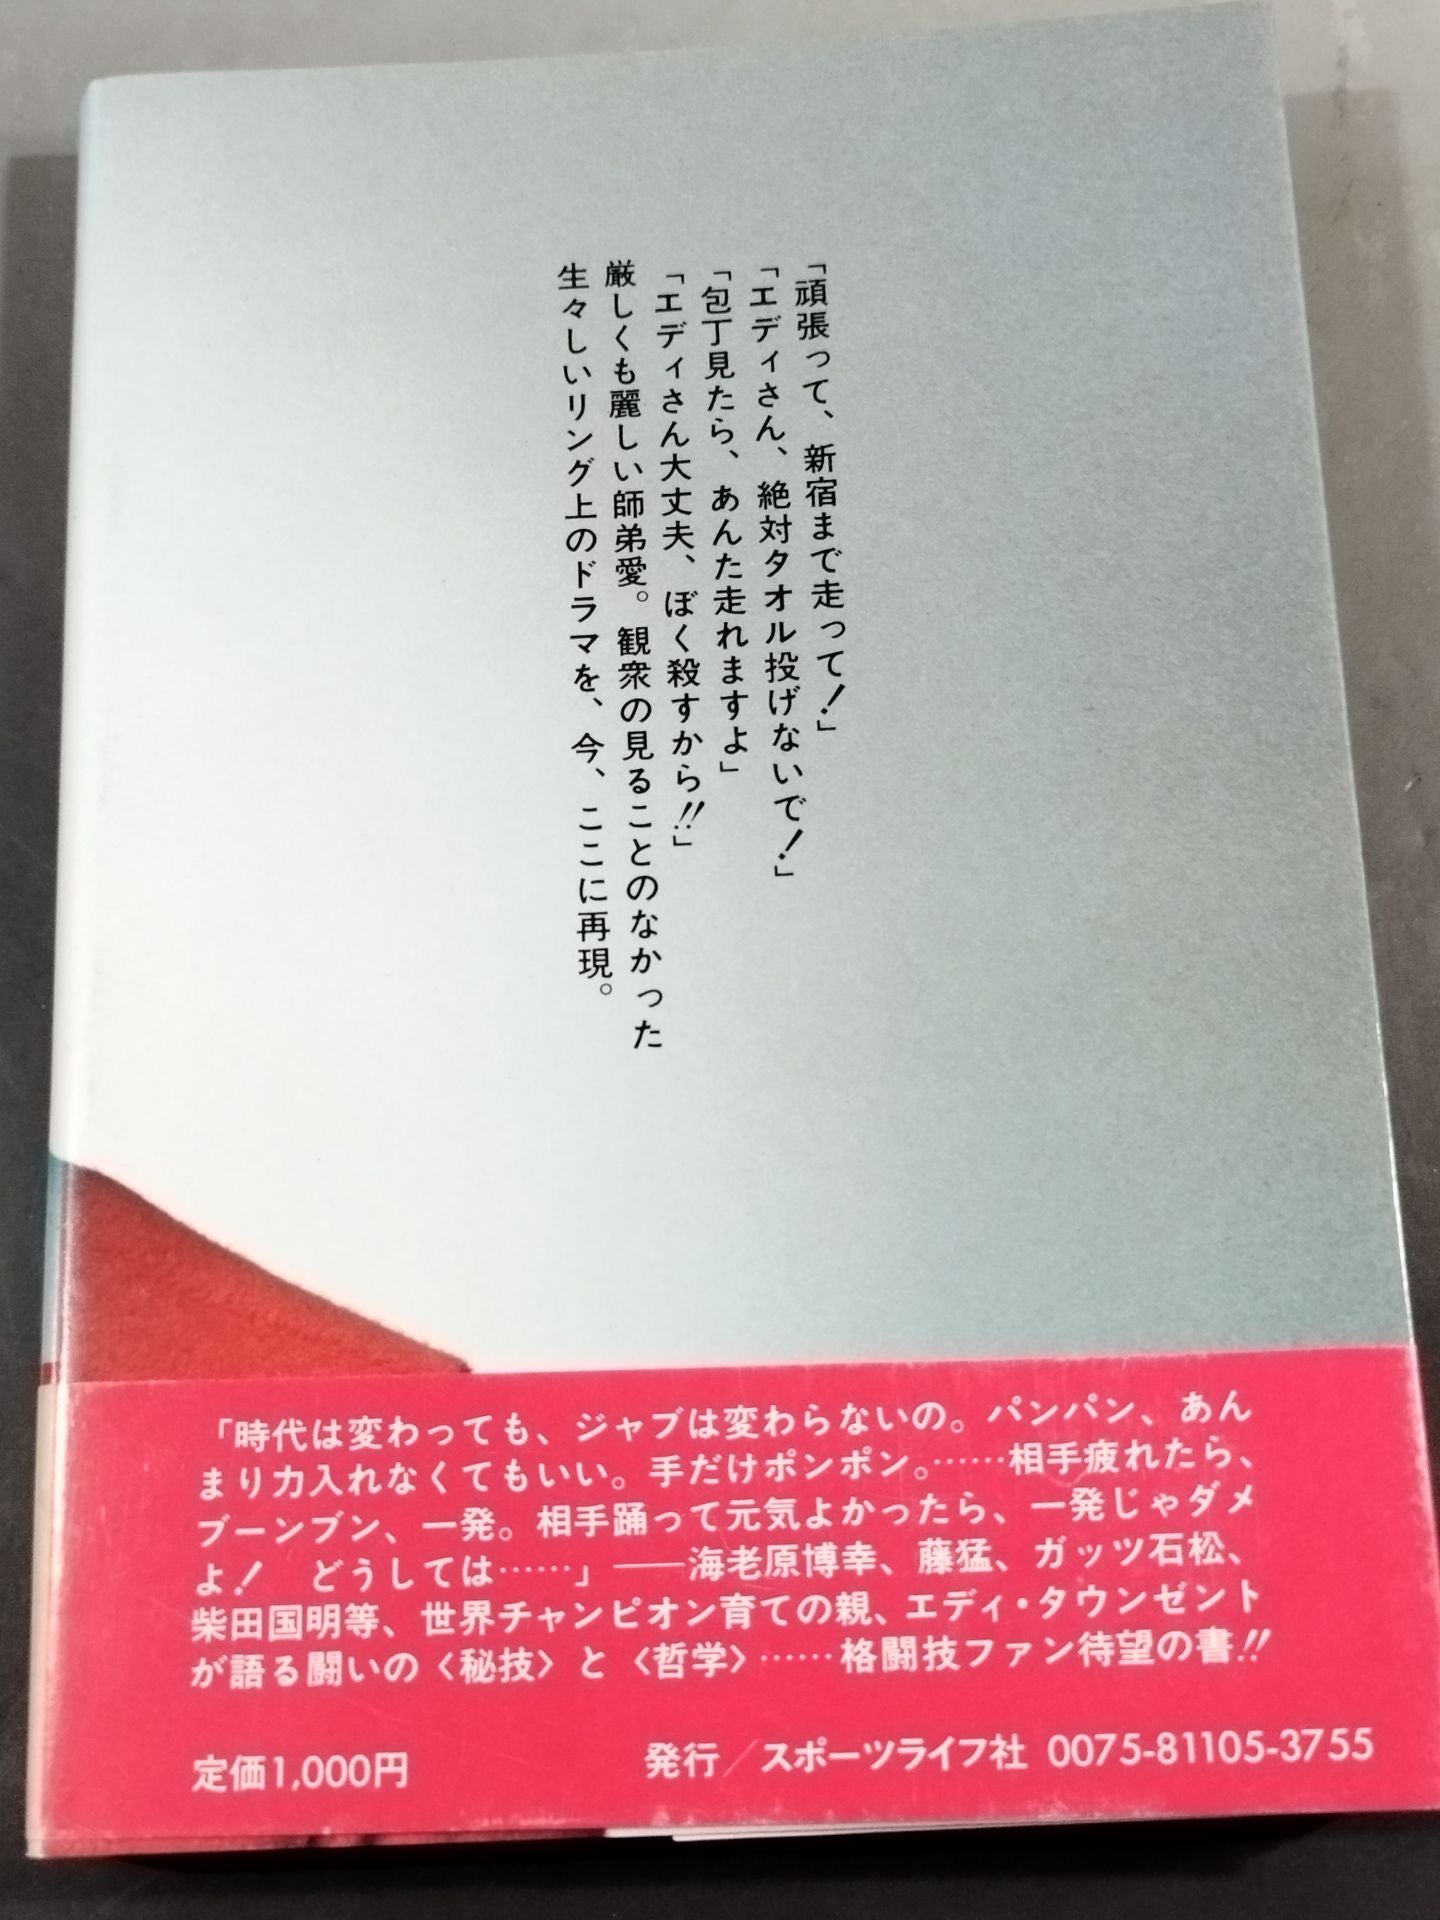 「頑張って、新宿まで走って！」
「エディさん、絶対タオル投げないで！」
「包丁見たら、あんた走れますよ」
「エディさん大丈夫、ぼく殺すから!!」
厳しくも麗しい師弟愛。観衆の見ることのなかった
生々しいリング上のドラマを、今、ここに再現。
「時代は変わっても、ジャブは変わらないの。パンパン、あん
まり力入れなくてもいい。手だけポンポン。……相手疲れたら、
ブーンブン、一発。相手踊って元気よかったら、一発じゃダメ
よ！　どうしては……」――海老原博幸、藤猛、ガッツ石松、
柴田国明等、世界チャンピオン育ての親、エディ・タウンゼント
が語る闘いの〈秘技〉と〈哲学〉……格闘技ファン待望の書!!
定価1,000円
発行／スポーツライフ社 0075-81105-3755